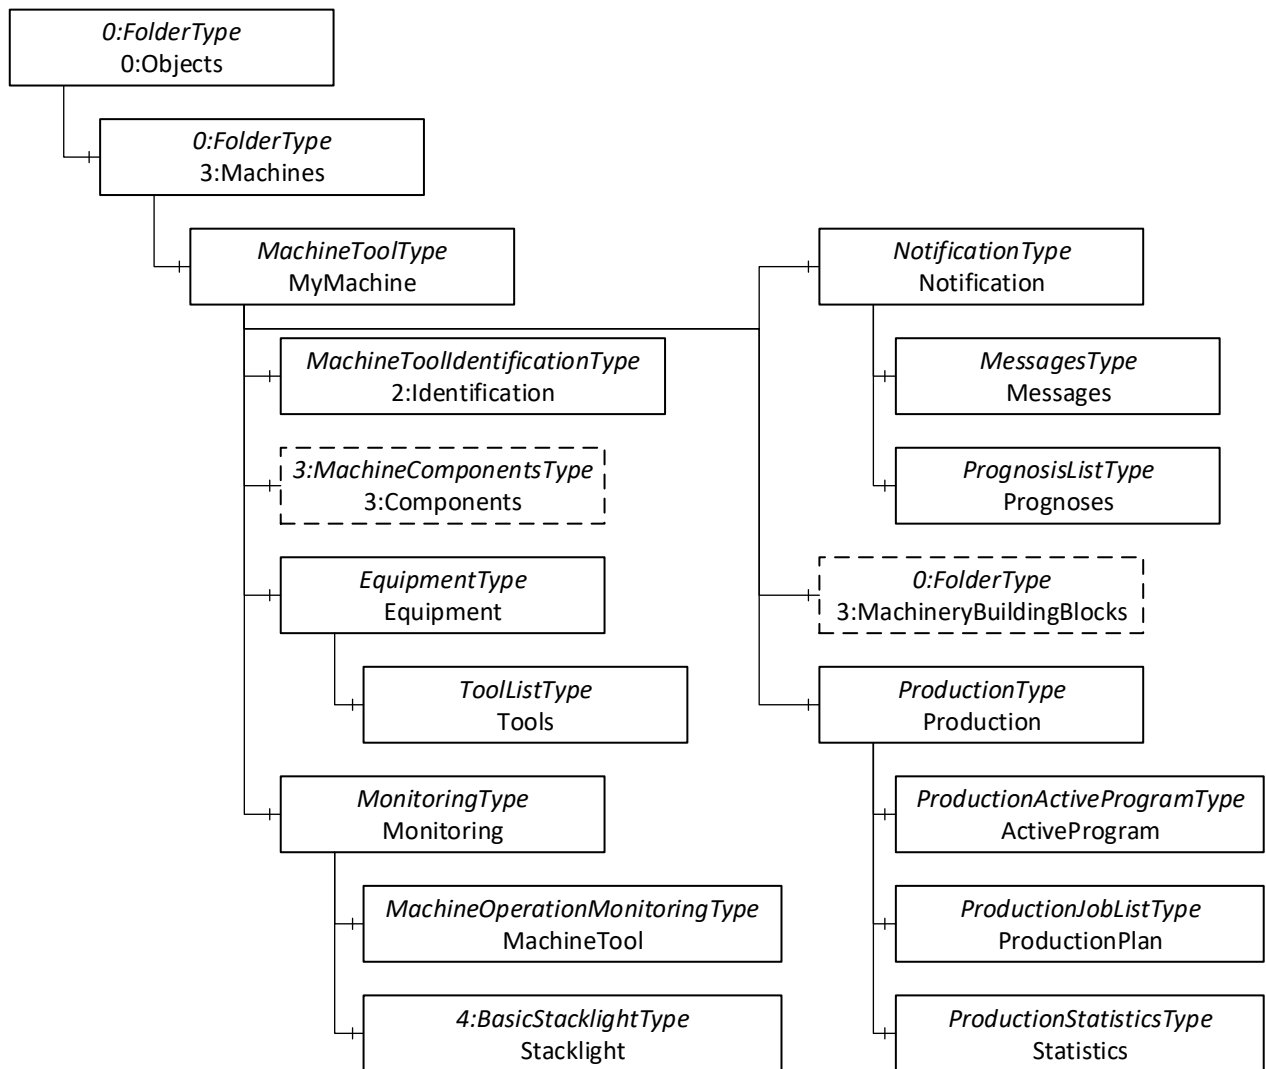 0:FolderType
0:Objects
0:FolderType
3:Machines
MachineToolType
MyMachine
MachineToolIdentificationType
2:Identification
3:MachineComponentsType
3:Components
EquipmentType
Equipment
ToolListType
Tools
MonitoringType
Monitoring
MachineOperationMonitoringType
MachineTool
4:BasicStacklightType
Stacklight
NotificationType
Notification
MessagesType
Messages
PrognosisListType
Prognoses
0:FolderType
3:MachineryBuildingBlocks
ProductionType
Production
ProductionActiveProgramType
ActiveProgram
ProductionJobListType
ProductionPlan
ProductionStatisticsType
Statistics